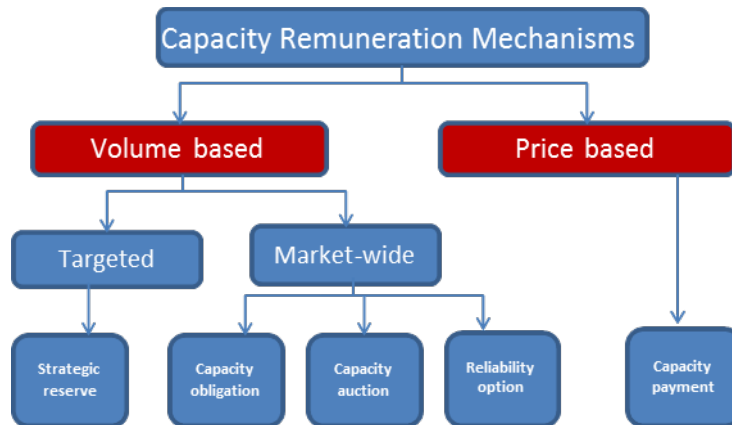 Capacity Remuneration Mechanisms
Volume based
Price based
Targeted
Market-wide
Strategic
reserve
Capacity
obligation
Capacity
auction
Reliability
option
Capacity
payment